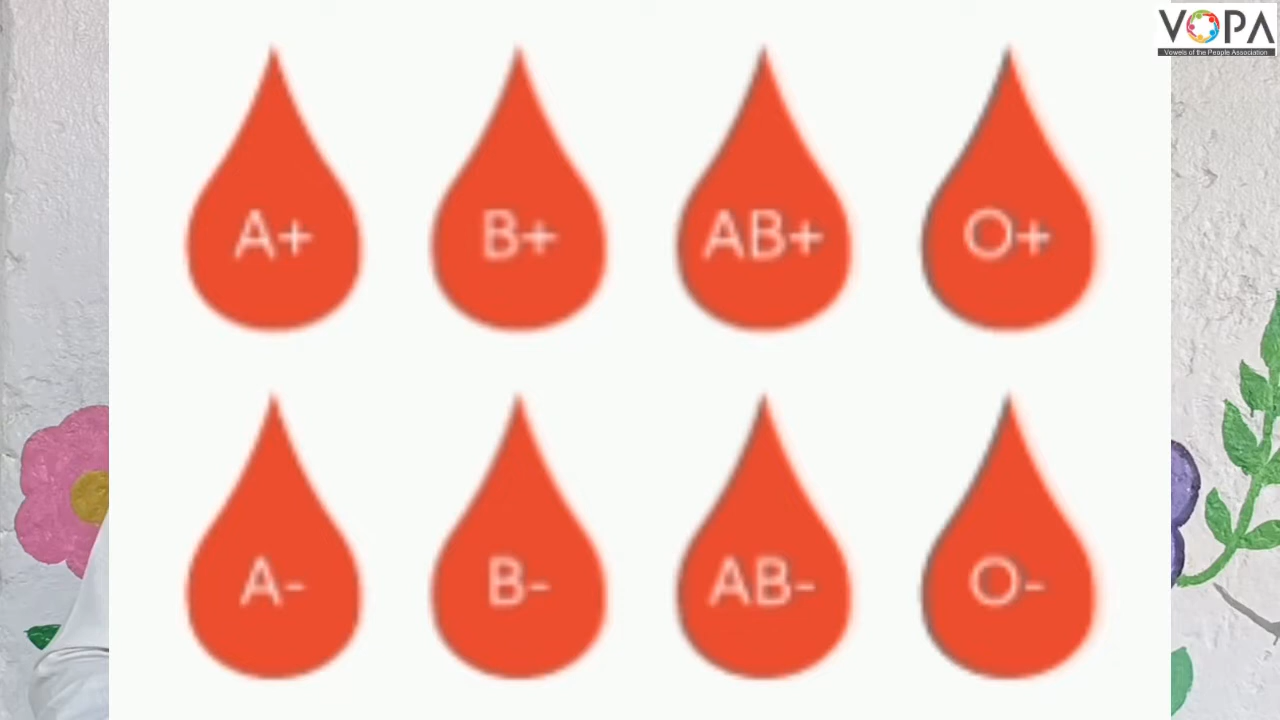 VOPA
Vowels of the People Association
A+ B+ AB+ O+
A- B- AB- O-